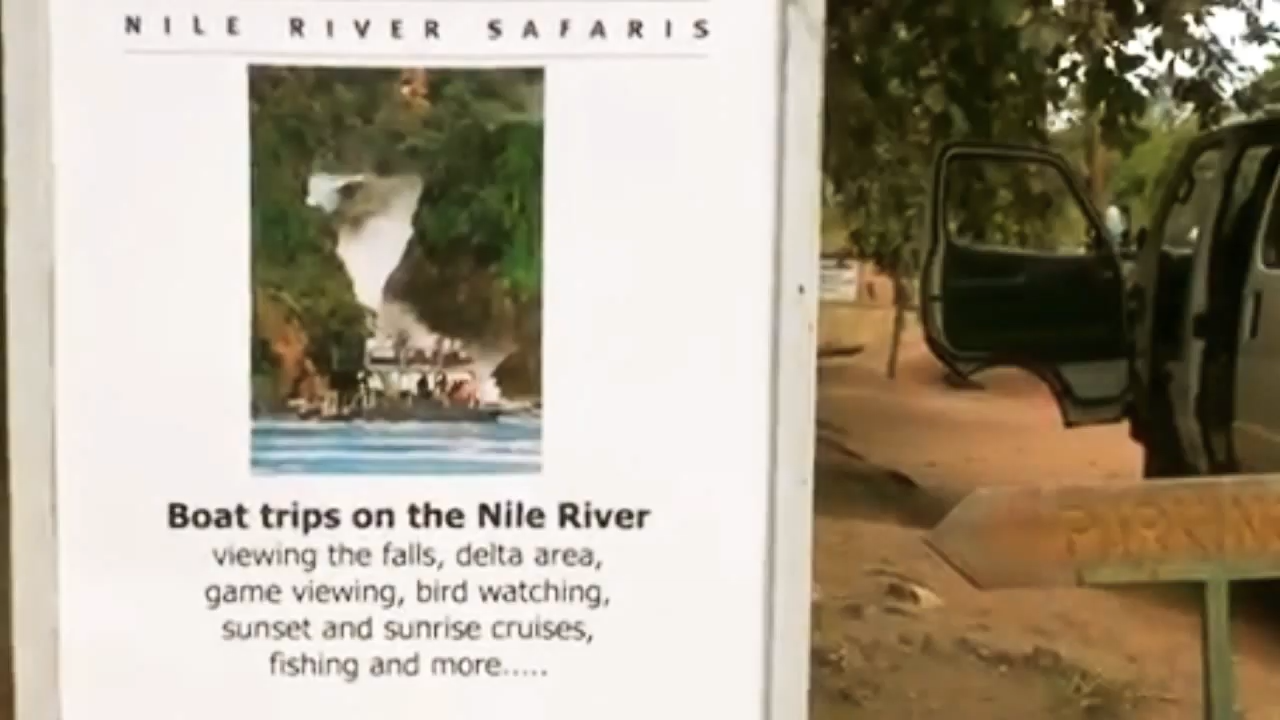 NILE RIVER SAFARIS
Boat trips on the Nile River
viewing the falls, delta area,
game viewing, bird watching,
sunset and sunrise cruises,
fishing and more.....